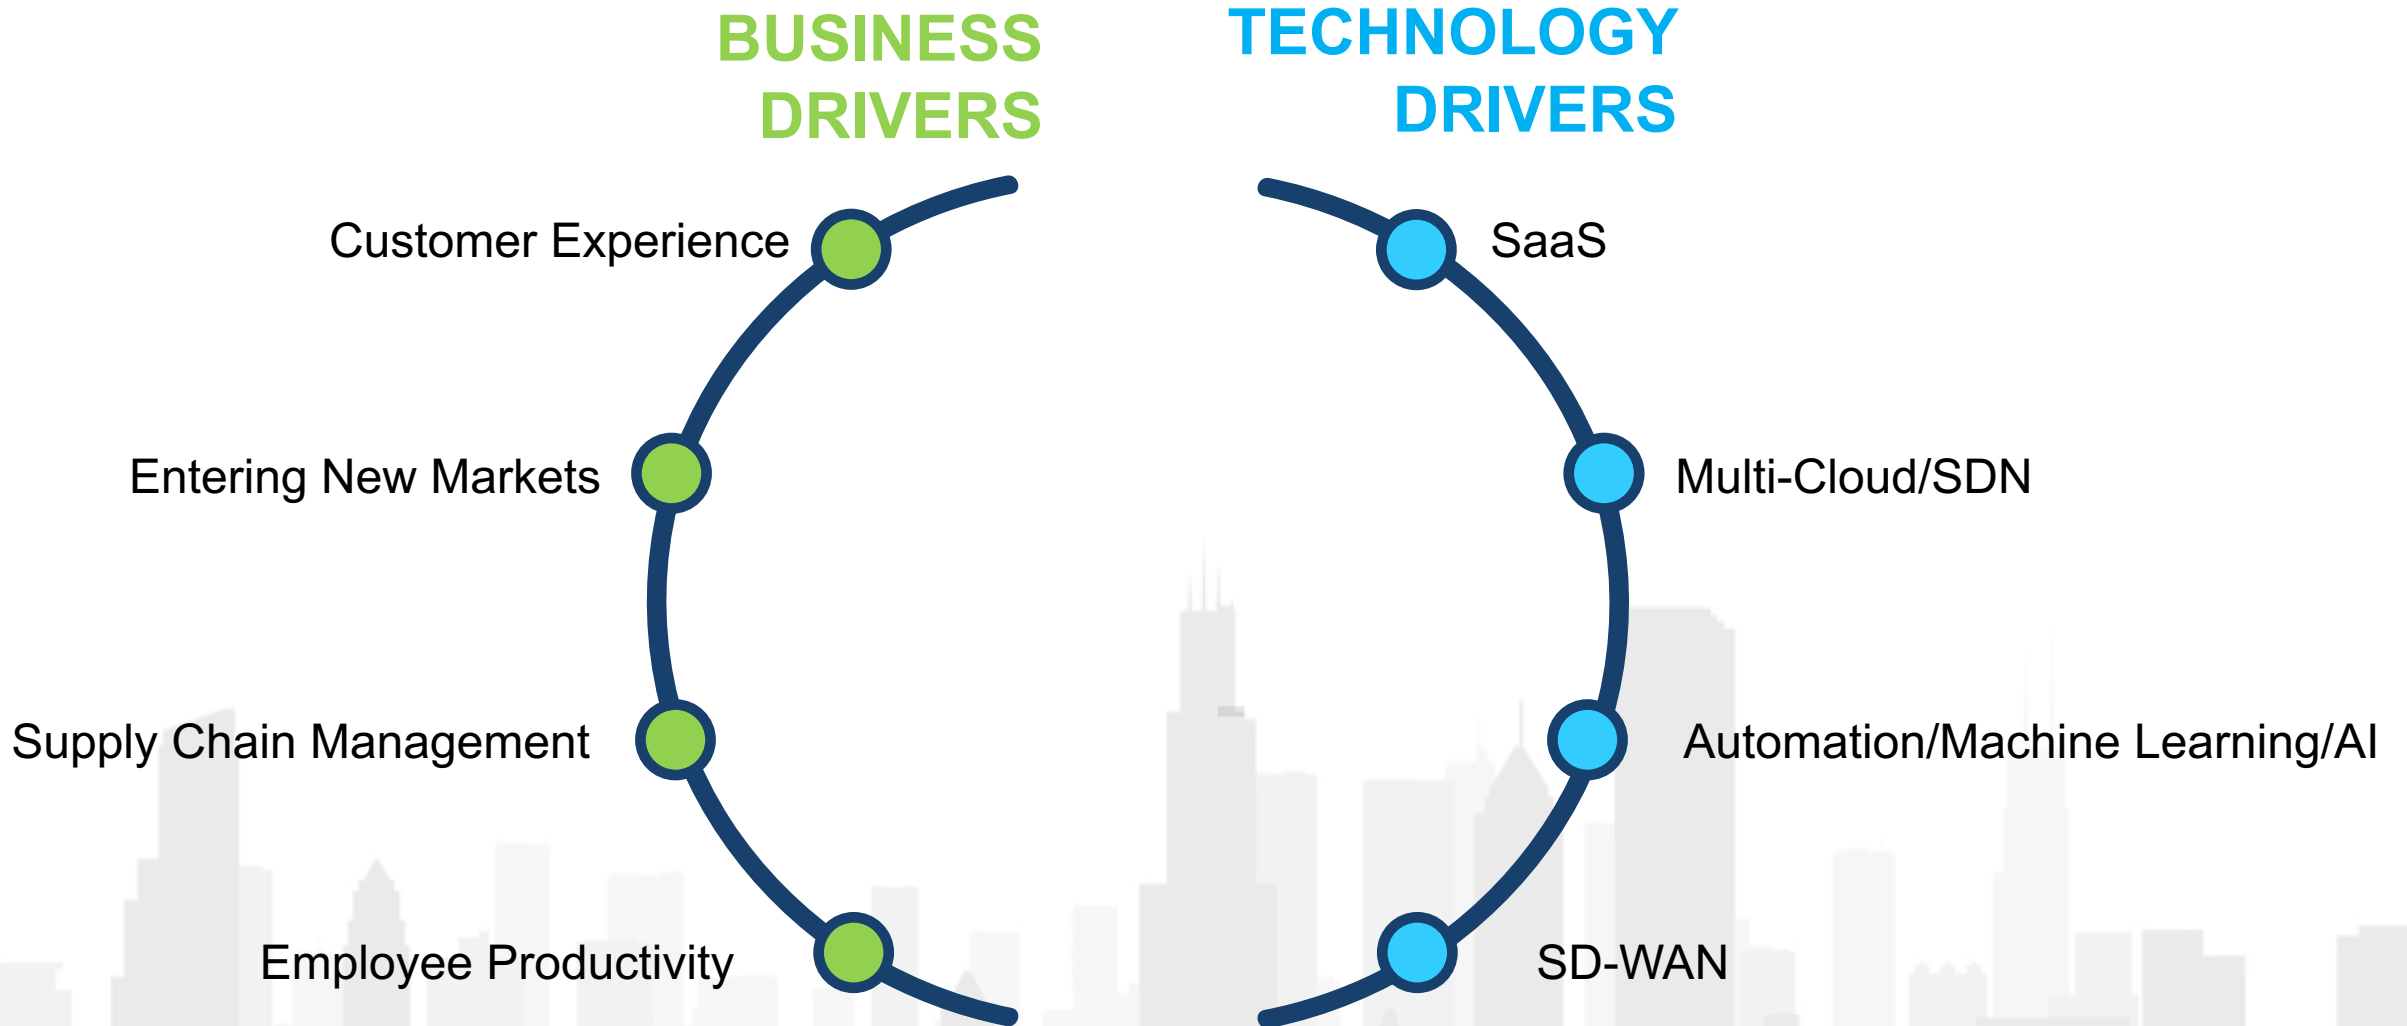 BUSINESS
DRIVERS
Customer Experience
Entering New Markets
Supply Chain Management
Employee Productivity
TECHNOLOGY
DRIVERS
SaaS
Multi-Cloud/SDN
Automation/Machine Learning/AI
SD-WAN